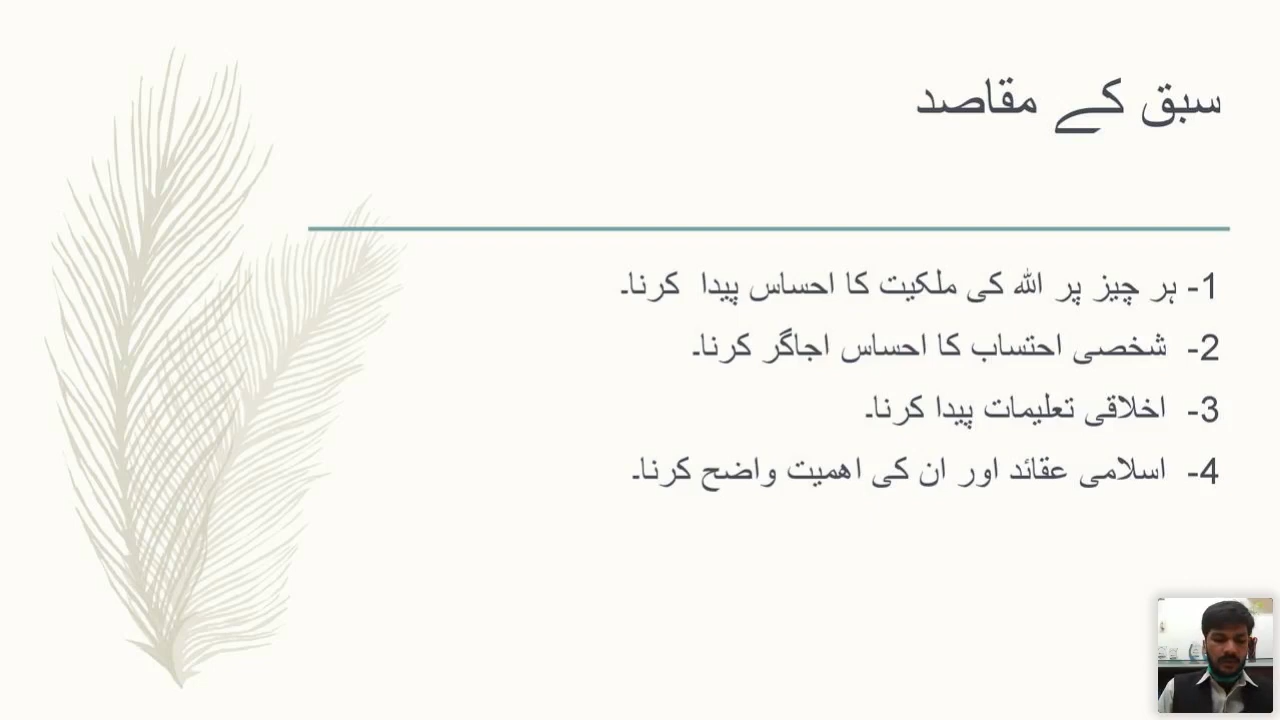 سبق کے مقاصد
1- ہر چیز پر اللہ کی ملکیت کا احساس پیدا کرنا۔
2- شخصی احتساب کا احساس اجاگر کرنا۔
3- اخلاقی تعلیمات پیدا کرنا۔
4- اسلامی عقائد اور ان کی اھمیت واضح کرنا۔